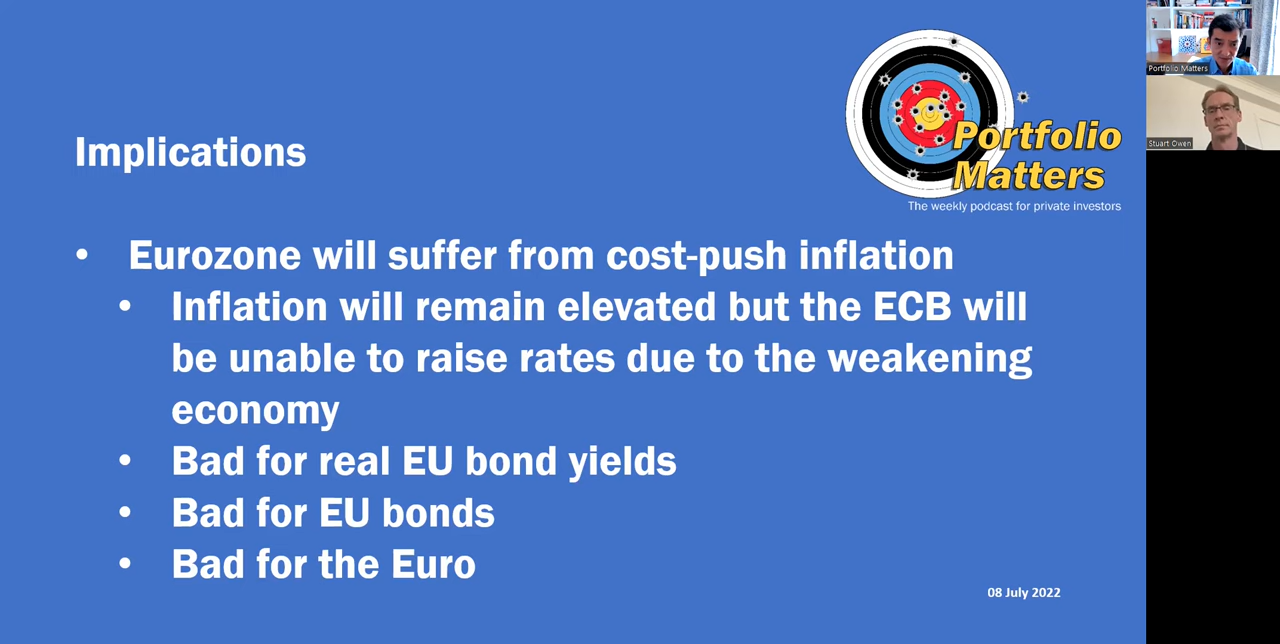 Portfolio Matters
Stuart Owen
Portfolio
Matters
The weekly podcast for private investors
Implications
• Eurozone will suffer from cost-push inflation
• Inflation will remain elevated but the ECB will
be unable to raise rates due to the weakening
economy
• Bad for real EU bond yields
• Bad for EU bonds
• Bad for the Euro
08 July 2022